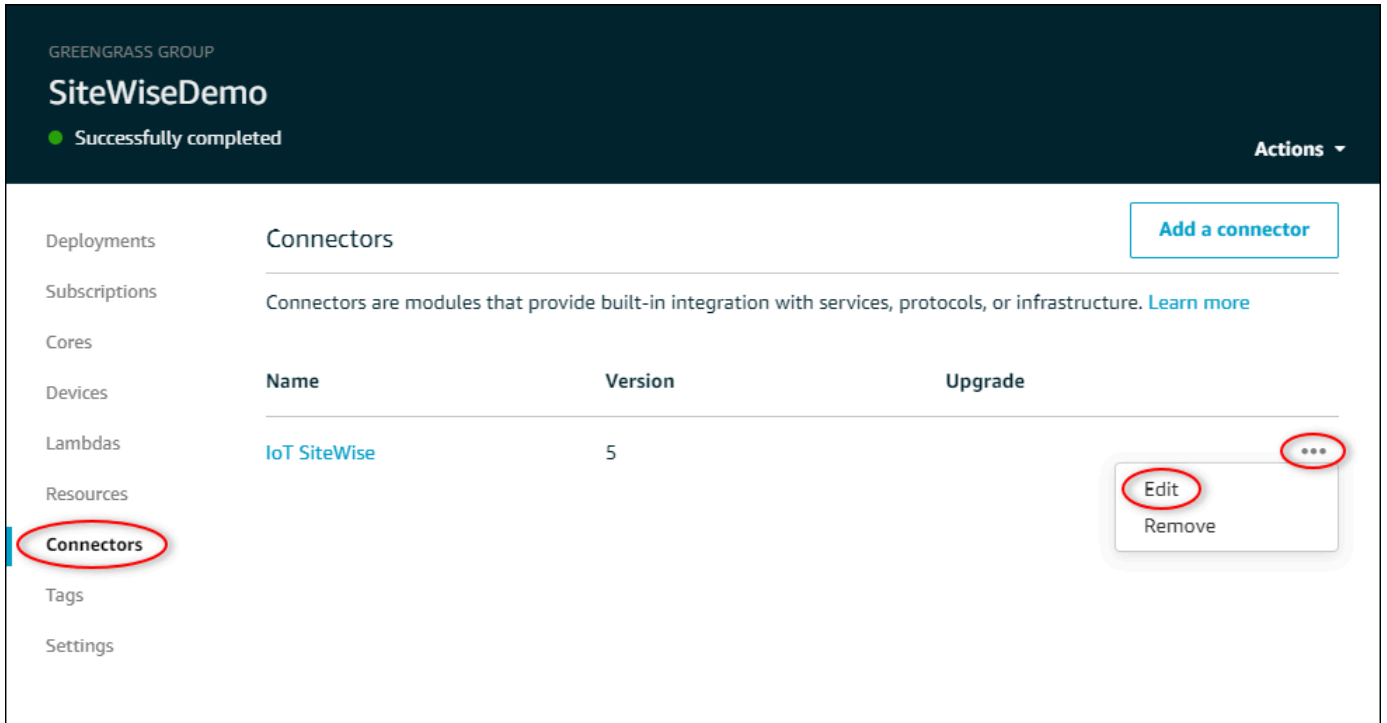 GREENGRASS GROUP
SiteWiseDemo
Successfully completed
Actions
Deployments
Subscriptions
Cores
Devices
Lambdas
Resources
Connectors
Tags
Settings
Connectors
Add a connector
Connectors are modules that provide built-in integration with services, protocols, or infrastructure. Learn more
Name Version Upgrade
IoT SiteWise 5
Edit
Remove